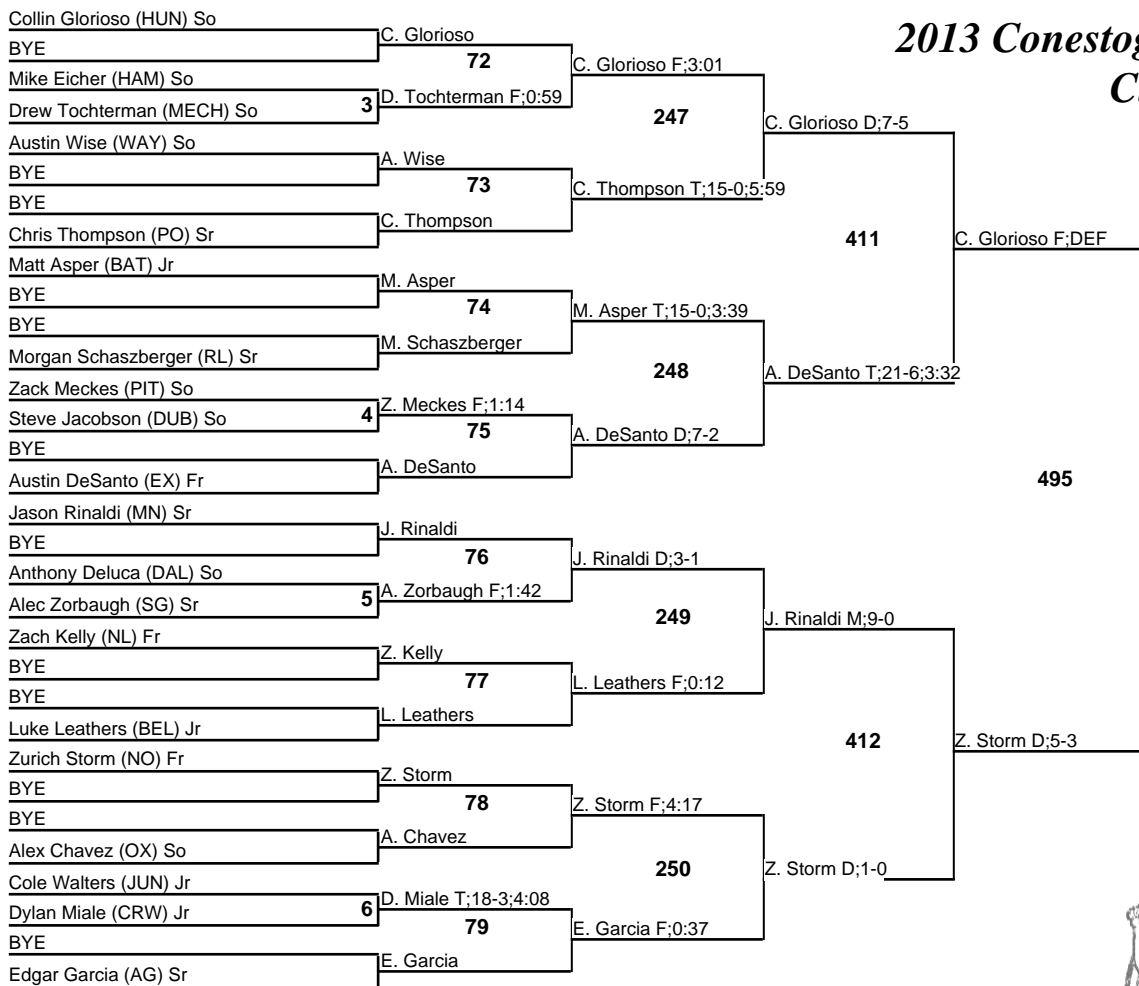 2013 Conestog
C
Collin Glorioso (HUN) So
BYE
Mike Eicher (HAM) So
Drew Tochterman (MECH) So
Austin Wise (WAY) So
BYE
BYE
Chris Thompson (PO) Sr
Matt Asper (BAT) Jr
BYE
BYE
Morgan Schaszberger (RL) Sr
Zack Meckes (PIT) So
Steve Jacobson (DUB) So
BYE
Austin DeSanto (EX) Fr
Jason Rinaldi (MN) Sr
BYE
Anthony Deluca (DAL) So
Alec Zorbaugh (SG) Sr
Zach Kelly (NL) Fr
BYE
BYE
Luke Leathers (BEL) Jr
Zurich Storm (NO) Fr
BYE
BYE
Alex Chavez (OX) So
Cole Walters (JUN) Jr
Dylan Miale (CRW) Jr
BYE
Edgar Garcia (AG) Sr
3
4
5
6
C. Glorioso
72
D. Tochterman F;0:59
A. Wise
73
C. Thompson
M. Asper
74
M. Schaszberger
Z. Meckes F;1:14
75
A. DeSanto
J. Rinaldi
76
A. Zorbaugh F;1:42
Z. Kelly
77
L. Leathers
Z. Storm
78
A. Chavez
D. Miale T;18-3;4:08
79
E. Garcia
C. Glorioso F;3:01
247
C. Thompson T;15-0;5:59
M. Asper T;15-0;3:39
248
A. DeSanto D;7-2
J. Rinaldi D;3-1
249
L. Leathers F;0:12
Z. Storm F;4:17
250
E. Garcia F;0:37
C. Glorioso D;7-5
411
A. DeSanto T;21-6;3:32
J. Rinaldi M;9-0
412
Z. Storm D;1-0
C. Glorioso F;DEF
495
Z. Storm D;5-3